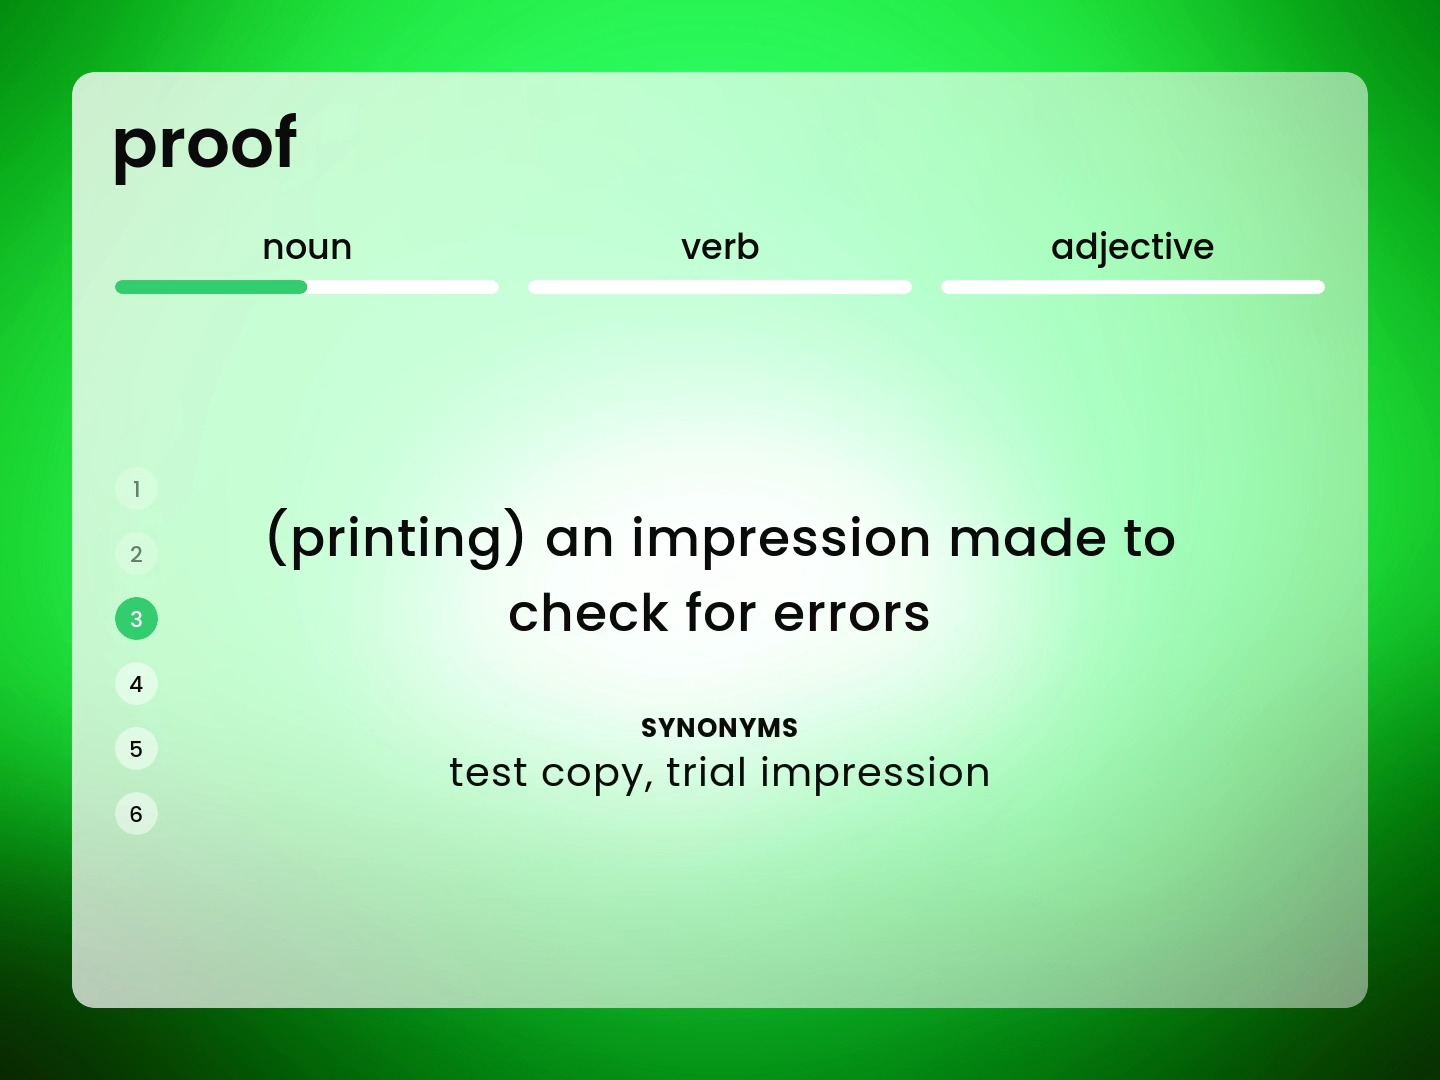 proof
noun
verb
adjective
1
2
3
4
5
6
(printing) an impression made to
check for errors
SYNONYMS
test copy, trial impression